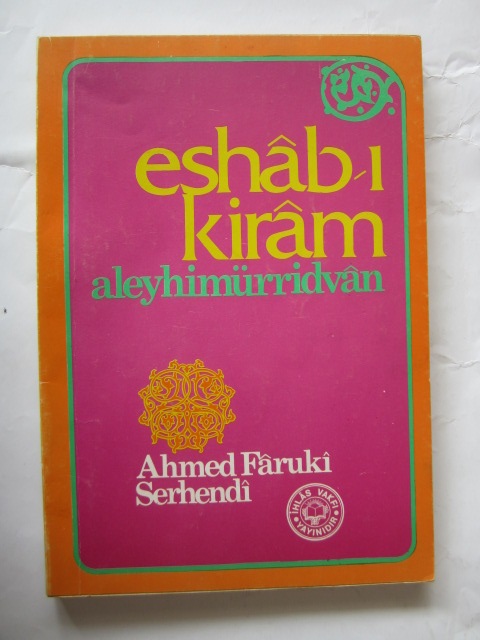 eshâb-ı
kirâm
aleyhimürridvân
Ahmed Fârukî
Serhendî
İHLÂS VAKFI
YAYINIDIR